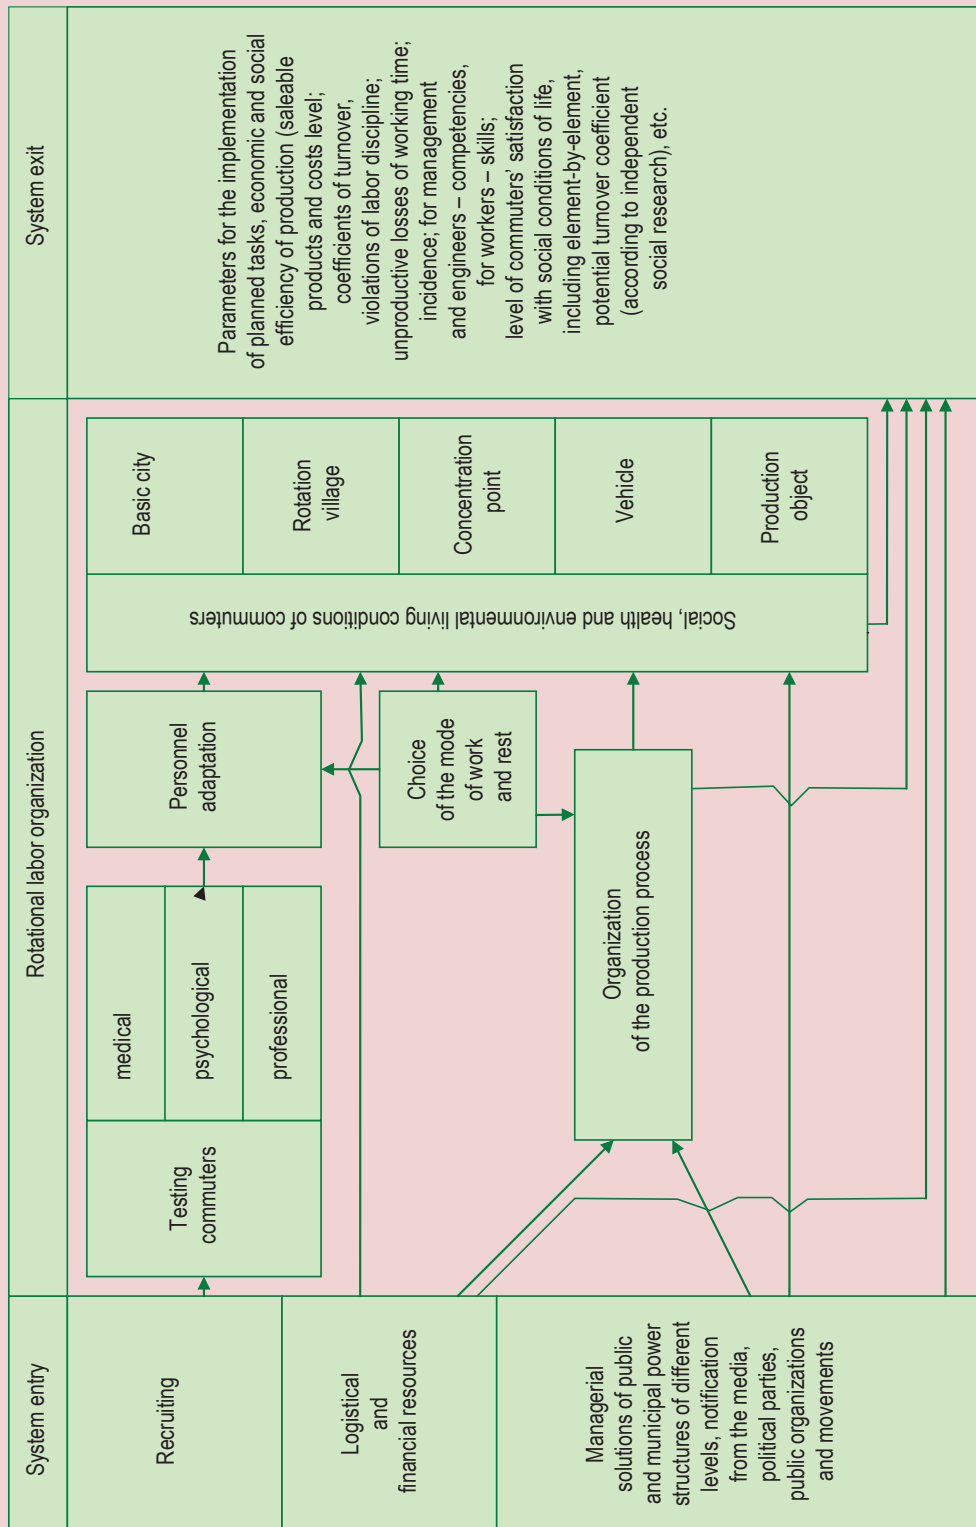 System entry
Rotational labor organization
System exit
Recruiting
Logistical
and
financial resources
Managerial
solutions of public
and municipal power
structures of different
levels, notification
from the media,
political parties,
public organizations
and movements
Testing
commuters
medical
psychological
professional
Personnel
adaptation
Choice
of the mode
of work
and rest
Organization
of the production process
Social, health and environmental living conditions of commuters
Basic city
Rotation
village
Concentration
point
Vehicle
Production
object
Parameters for the implementation
of planned tasks, economic and social
efficiency of production (saleable
products and costs level;
coefficients of turnover,
violations of labor discipline;
unproductive losses of working time;
incidence; for management
and engineers – competencies,
for workers – skills;
level of commuters’ satisfaction
with social conditions of life,
including element-by-element,
potential turnover coefficient
(according to independent
social research), etc.